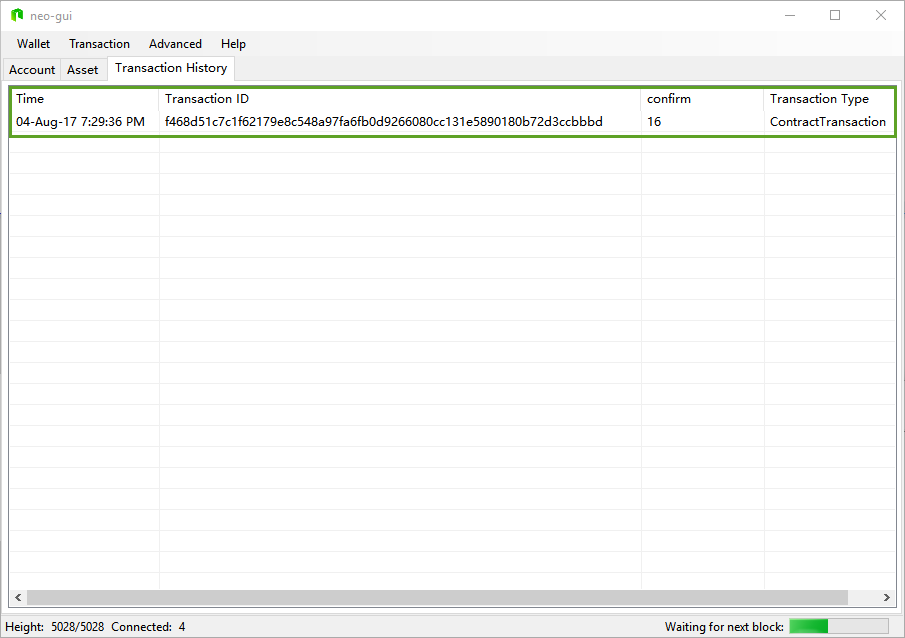 neo-gui
Wallet Transaction Advanced Help
Account Asset Transaction History
Time Transaction ID confirm Transaction Type
04-Aug-17 7:29:36 PM f468d51c7c1f62179e8c548a97fa6fb0d9266080cc131e5890180b72d3ccbbbd 16 ContractTransaction
Height: 5028/5028 Connected: 4 Waiting for next block: